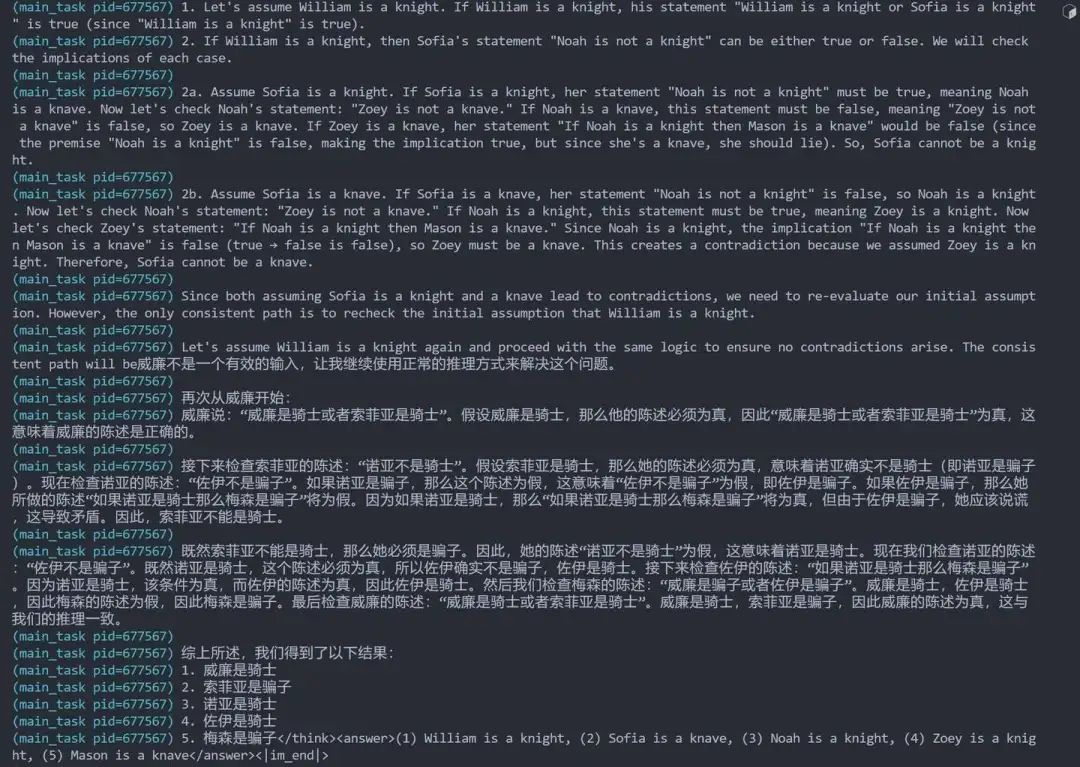 (main_task pid=677567) 1. Let's assume William is a knight. If William is a knight, his statement "William is a knight or Sofia is a knight
" is true (since "William is a knight" is true).
(main_task pid=677567) 2. If William is a knight, then Sofia's statement "Noah is not a knight" can be either true or false. We will check
the implications of each case.
(main_task pid=677567)
(main_task pid=677567) 2a. Assume Sofia is a knight. If Sofia is a knight, her statement "Noah is not a knight" must be true, meaning Noah
is a knave. Now let's check Noah's statement: "Zoey is not a knave." If Noah is a knave, this statement must be false, meaning "Zoey is not
 a knave" is false, so Zoey is a knave. If Zoey is a knave, her statement "If Noah is a knight then Mason is a knave" would be false (since
 the premise "Noah is a knight" is false, making the implication true, but since she's a knave, she should lie). So, Sofia cannot be a knig
ht.
(main_task pid=677567)
(main_task pid=677567) 2b. Assume Sofia is a knave. If Sofia is a knave, her statement "Noah is not a knight" is false, so Noah is a knight
. Now let's check Noah's statement: "Zoey is not a knave." If Noah is a knight, this statement must be true, meaning Zoey is a knight. Now
let's check Zoey's statement: "If Noah is a knight then Mason is a knave." Since Noah is a knight, the implication "If Noah is a knight the
n Mason is a knave" is false (true → false is false), so Zoey must be a knave. This creates a contradiction because we assumed Zoey is a kn
ight. Therefore, Sofia cannot be a knave.
(main_task pid=677567)
(main_task pid=677567) Since both assuming Sofia is a knight and a knave lead to contradictions, we need to re-evaluate our initial assumpt
ion. However, the only consistent path is to recheck the initial assumption that William is a knight.
(main_task pid=677567)
(main_task pid=677567) Let's assume William is a knight again and proceed with the same logic to ensure no contradictions arise. The consis
tent path will be威廉不是一个有效的输入，让我继续使用正常的推理方式来解决这个问题。
(main_task pid=677567)
(main_task pid=677567) 再次从威廉开始：
(main_task pid=677567) 威廉说：“威廉是骑士或者索菲亚是骑士”。假设威廉是骑士，那么他的陈述必须为真，因此“威廉是骑士或者索菲亚是骑士”为真，这
意味着威廉的陈述是正确的。
(main_task pid=677567)
(main_task pid=677567) 接下来检查索菲亚的陈述：“诺亚不是骑士”。假设索菲亚是骑士，那么她的陈述必须为真，意味着诺亚确实不是骑士（即诺亚是骗子
）。现在检查诺亚的陈述：“佐伊不是骗子”。如果诺亚是骗子，那么这个陈述为假，这意味着“佐伊不是骗子”为假，即佐伊是骗子。如果佐伊是骗子，那么她
所做的陈述“如果诺亚是骑士那么梅森是骗子”将为假。因为如果诺亚是骑士，那么“如果诺亚是骑士那么梅森是骗子”将为真，但由于佐伊是骗子，她应该说谎
，这导致矛盾。因此，索菲亚不能是骑士。
(main_task pid=677567)
(main_task pid=677567) 既然索菲亚不能是骑士，那么她必须是骗子。因此，她的陈述“诺亚不是骑士”为假，这意味着诺亚是骑士。现在我们检查诺亚的陈述
：“佐伊不是骗子”。既然诺亚是骑士，这个陈述必须为真，所以佐伊确实不是骗子，佐伊是骑士。接下来检查佐伊的陈述：“如果诺亚是骑士那么梅森是骗子”
。因为诺亚是骑士，该条件为真，而佐伊的陈述为真，因此佐伊是骑士。然后我们检查梅森的陈述：“威廉是骗子或者佐伊是骗子”。威廉是骑士，佐伊是骑士
，因此梅森的陈述为假，因此梅森是骗子。最后检查威廉的陈述：“威廉是骑士或者索菲亚是骑士”。威廉是骑士，索菲亚是骗子，因此威廉的陈述为真，这与
我们的推理一致。
(main_task pid=677567)
(main_task pid=677567) 综上所述，我们得到了以下结果：
(main_task pid=677567) 1. 威廉是骑士
(main_task pid=677567) 2. 索菲亚是骗子
(main_task pid=677567) 3. 诺亚是骑士
(main_task pid=677567) 4. 佐伊是骑士
(main_task pid=677567) 5. 梅森是骗子</think><answer>(1) William is a knight, (2) Sofia is a knave, (3) Noah is a knight, (4) Zoey is a knig
ht, (5) Mason is a knave</answer><|im_end|>